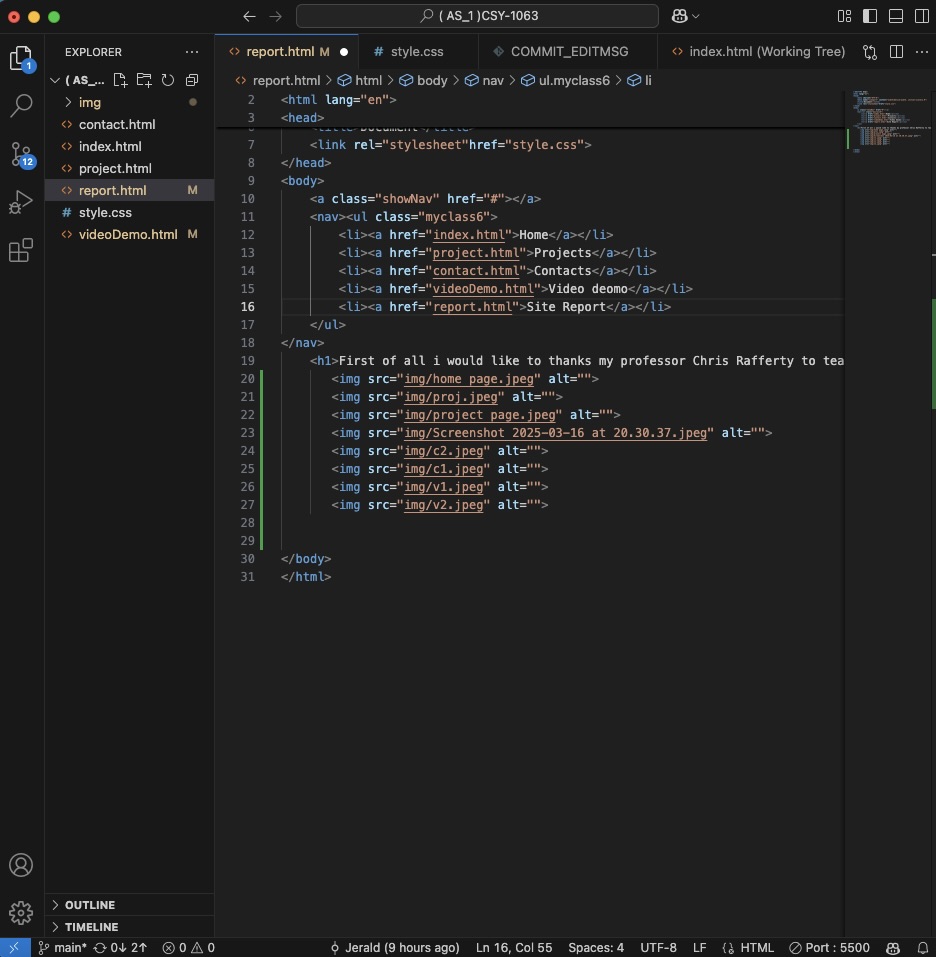 ( AS_1 )CSY-1063
EXPLORER
report.html M
style.css
COMMIT_EDITMSG
index.html (Working Tree)
1
( AS_...
img
contact.html
index.html
project.html
report.html M
style.css
videoDemo.html M
12
report.html > html > body > nav > ul.myclass6 > li
2 <html lang="en">
3 <head>
<title>Document</title>
7 <link rel="stylesheet"href="style.css">
8 </head>
9 <body>
10 <a class="showNav" href="#"></a>
11 <nav><ul class="myclass6">
12 <li><a href="index.html">Home</a></li>
13 <li><a href="project.html">Projects</a></li>
14 <li><a href="contact.html">Contacts</a></li>
15 <li><a href="videoDemo.html">Video deomo</a></li>
16 <li><a href="report.html">Site Report</a></li>
17 </ul>
18 </nav>
19 <h1>First of all i would like to thanks my professor Chris Rafferty to tea
20 <img src="img/home page.jpeg" alt="">
21 <img src="img/proj.jpeg" alt="">
22 <img src="img/project page.jpeg" alt="">
23 <img src="img/Screenshot 2025-03-16 at 20.30.37.jpeg" alt="">
24 <img src="img/c2.jpeg" alt="">
25 <img src="img/c1.jpeg" alt="">
26 <img src="img/v1.jpeg" alt="">
27 <img src="img/v2.jpeg" alt="">
28
29
30 </body>
31 </html>
OUTLINE
TIMELINE
main* 0↓ 2↑ 0 0 Jerald (9 hours ago) Ln 16, Col 55 Spaces: 4 UTF-8 LF HTML Port : 5500